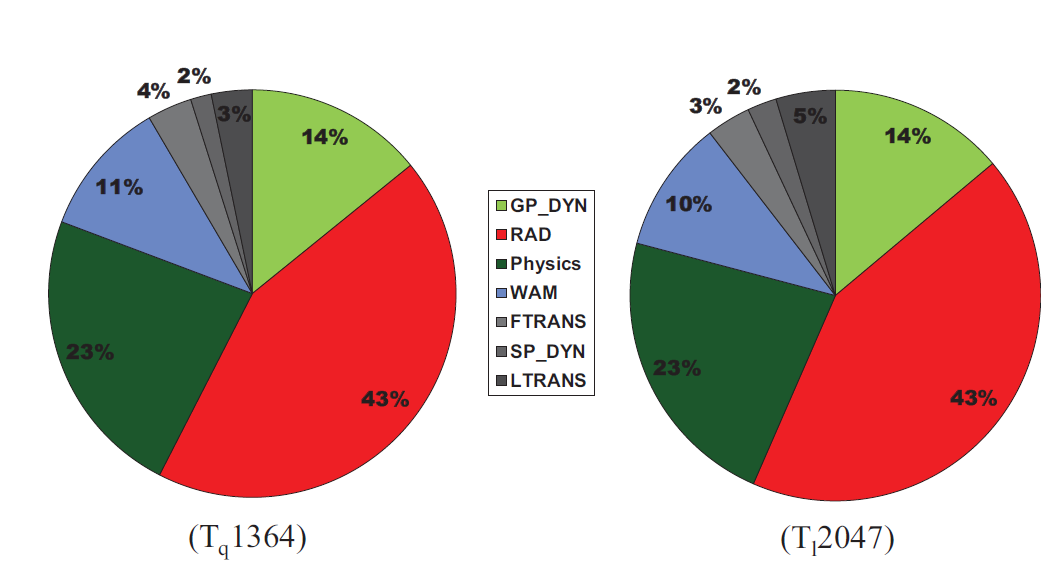 4%
2%
3%
14%
11%
23%
43%
(Tq1364)
GP_DYN
RAD
Physics
WAM
FTRANS
SP_DYN
LTRANS
3%
2%
5%
14%
10%
23%
43%
(Tl2047)